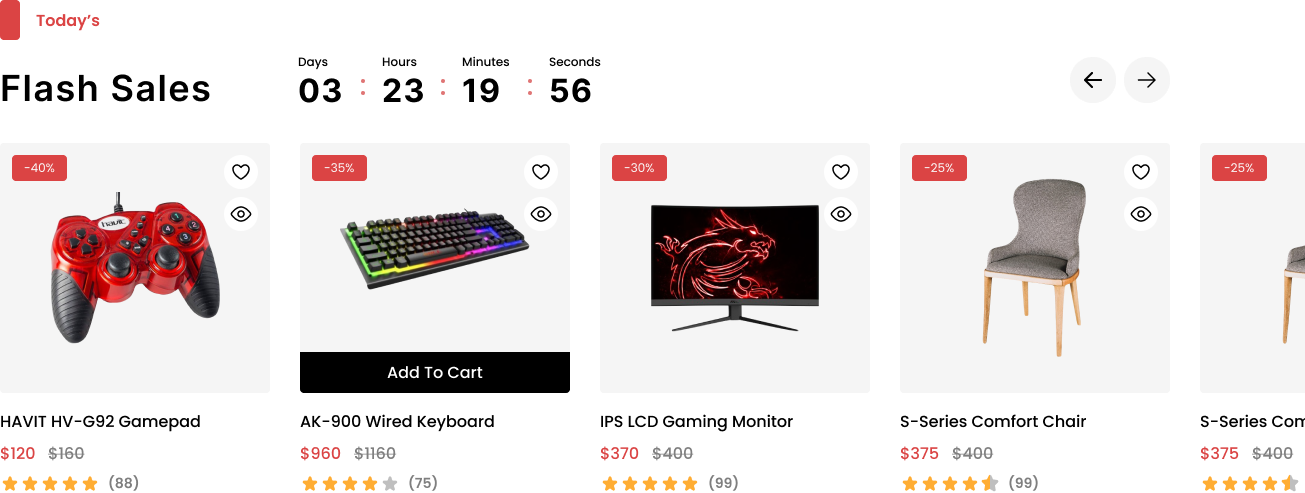 Today’s
Flash Sales
Days Hours Minutes Seconds
03 : 23 : 19 : 56
-40% -35% -30% -25% -25%
havit
Add To Cart
HAVIT HV-G92 Gamepad AK-900 Wired Keyboard IPS LCD Gaming Monitor S-Series Comfort Chair S-Series Com
$120 $160 $960 $1160 $370 $400 $375 $400 $375 $400
(88) (75) (99) (99)